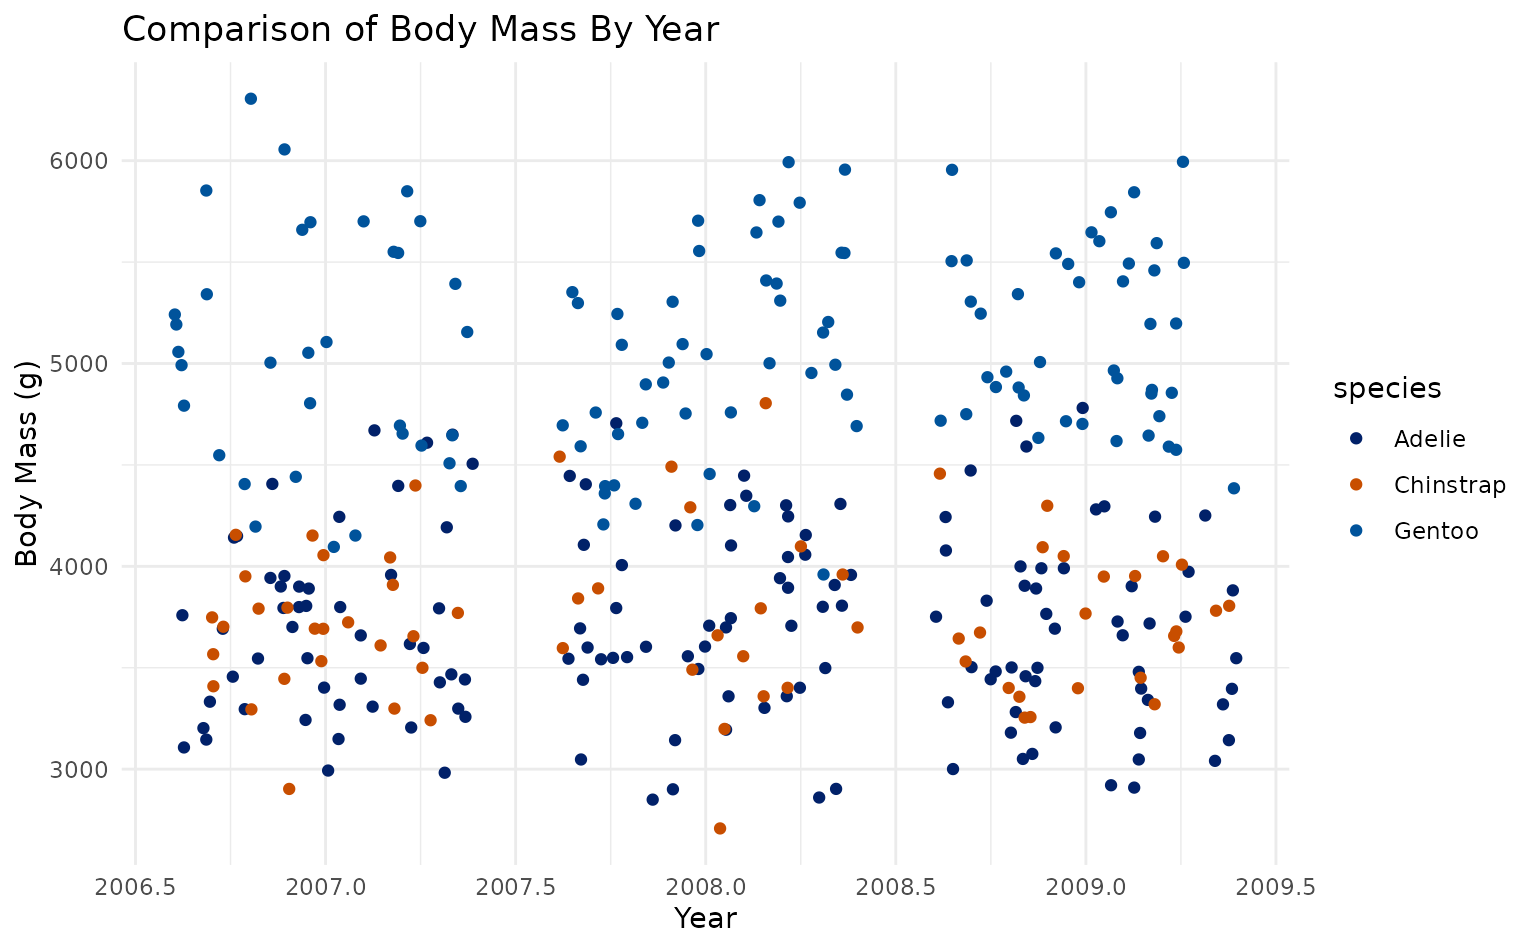 Comparison of Body Mass By Year
6000
5000
4000
3000
Body Mass (g)
2006.5 2007.0 2007.5 2008.0 2008.5 2009.0 2009.5
Year
species
Adelie
Chinstrap
Gentoo